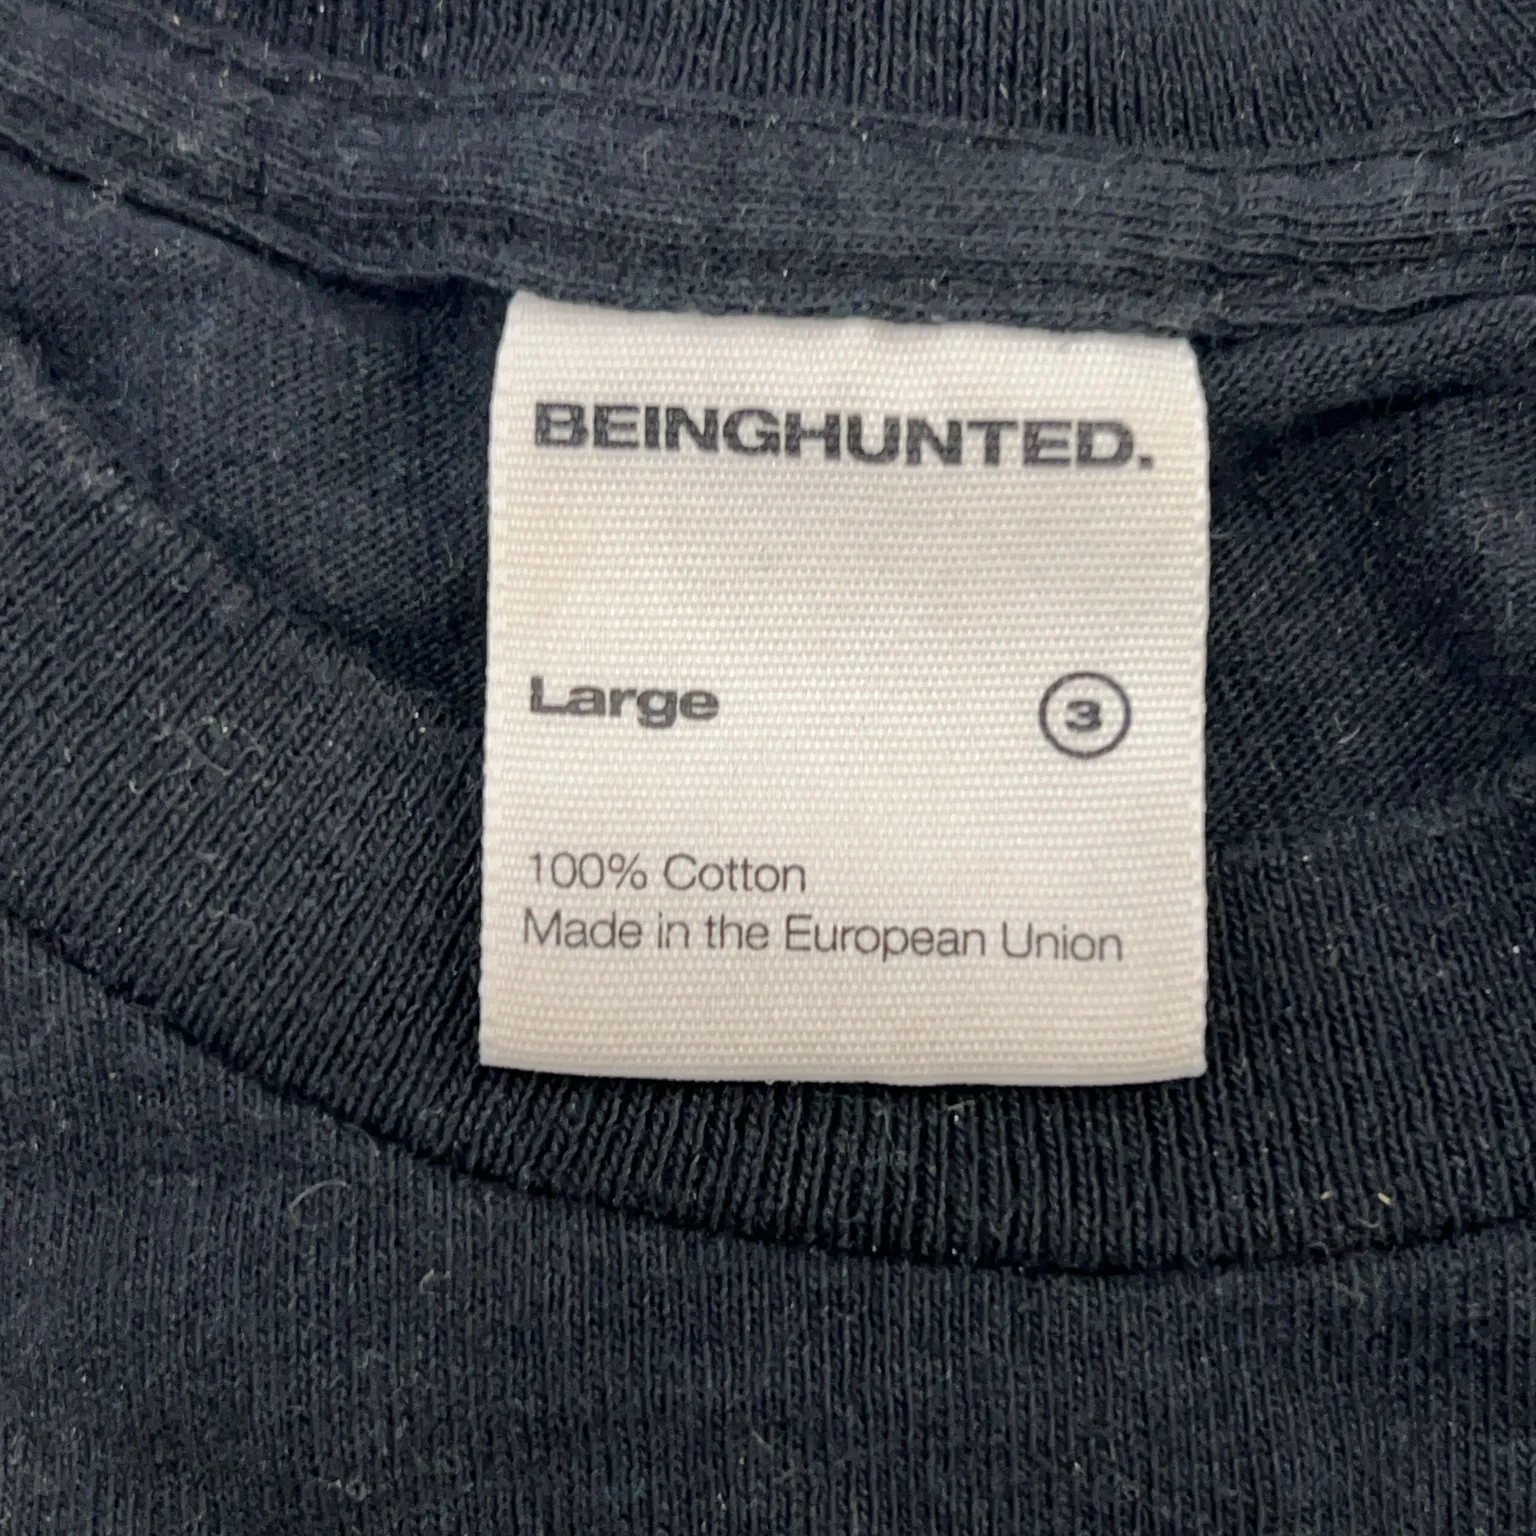 BEINGHUNTED.
Large 3
100% Cotton
Made in the European Union